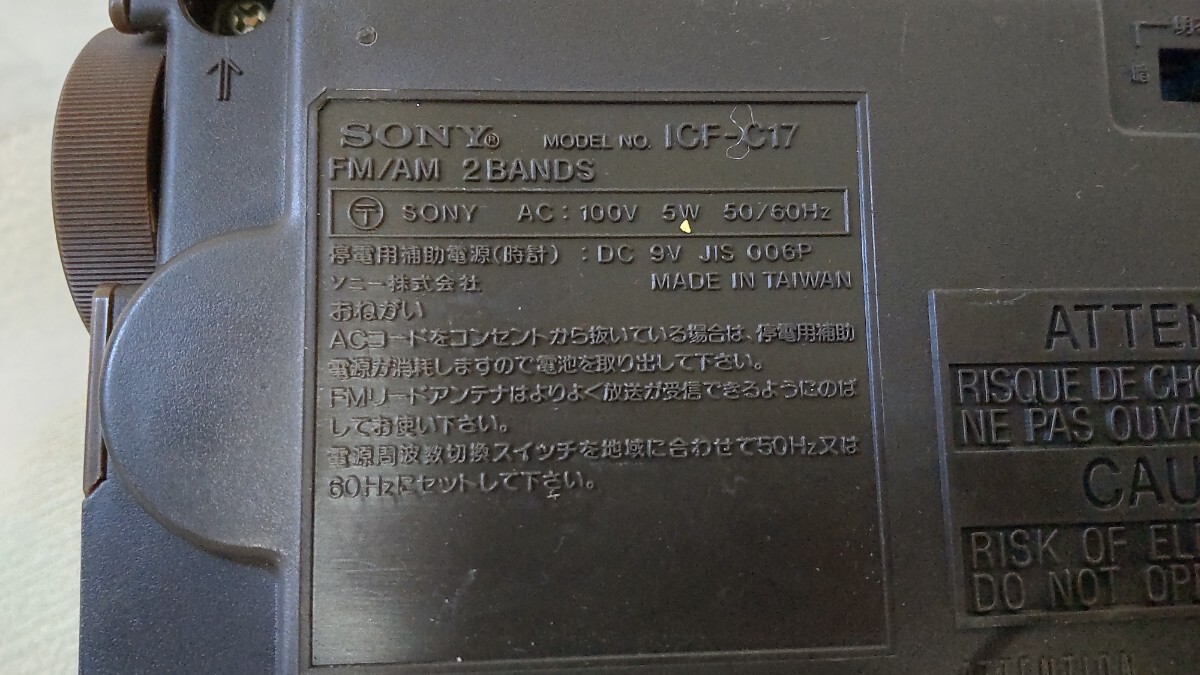 SONY® MODEL NO. ICF-C17
FM/AM 2BANDS
〒 SONY AC: 100V 5W 50/60Hz
停電用補助電源(時計) : DC 9V JIS 006P
ソニー株式会社 MADE IN TAIWAN
おねがい
ACコードをコンセントから抜いている場合は、停電用補助
電源が消耗しますので電池を取り出して下さい。
FMリードアンテナはよりよく放送が受信できるようにのば
してお使い下さい。
電源周波数切換スイッチを地域に合わせて50Hz又は
60Hzにセットして下さい。
ATTEN
RISQUE DE CHO
NE PAS OUVR
CAU
RISK OF ELE
DO NOT OPE
ATTENTION